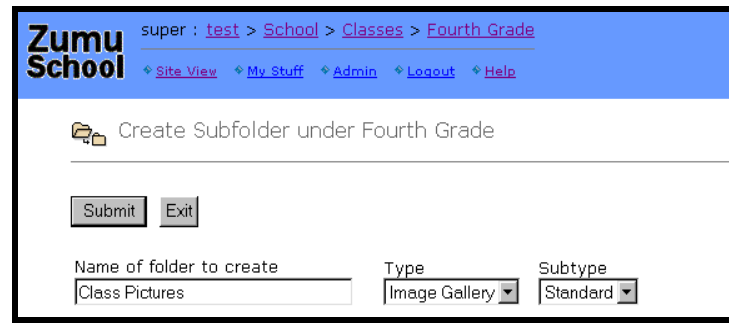 Zumu School
super : test > School > Classes > Fourth Grade
Site View My Stuff Admin Logout Help
Create Subfolder under Fourth Grade
Submit Exit
Name of folder to create Type Subtype
Class Pictures Image Gallery Standard